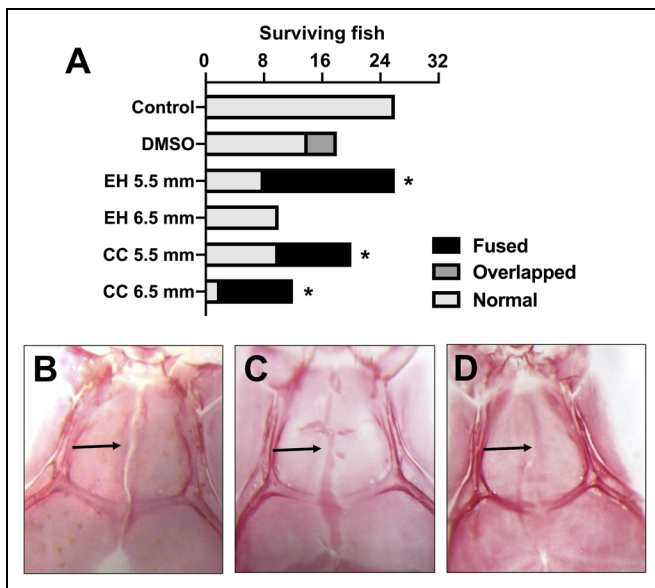 Surviving fish
A
0 8 16 24 32
Control
DMSO
EH 5.5 mm *
EH 6.5 mm
CC 5.5 mm *
CC 6.5 mm *
Fused
Overlapped
Normal
B C D